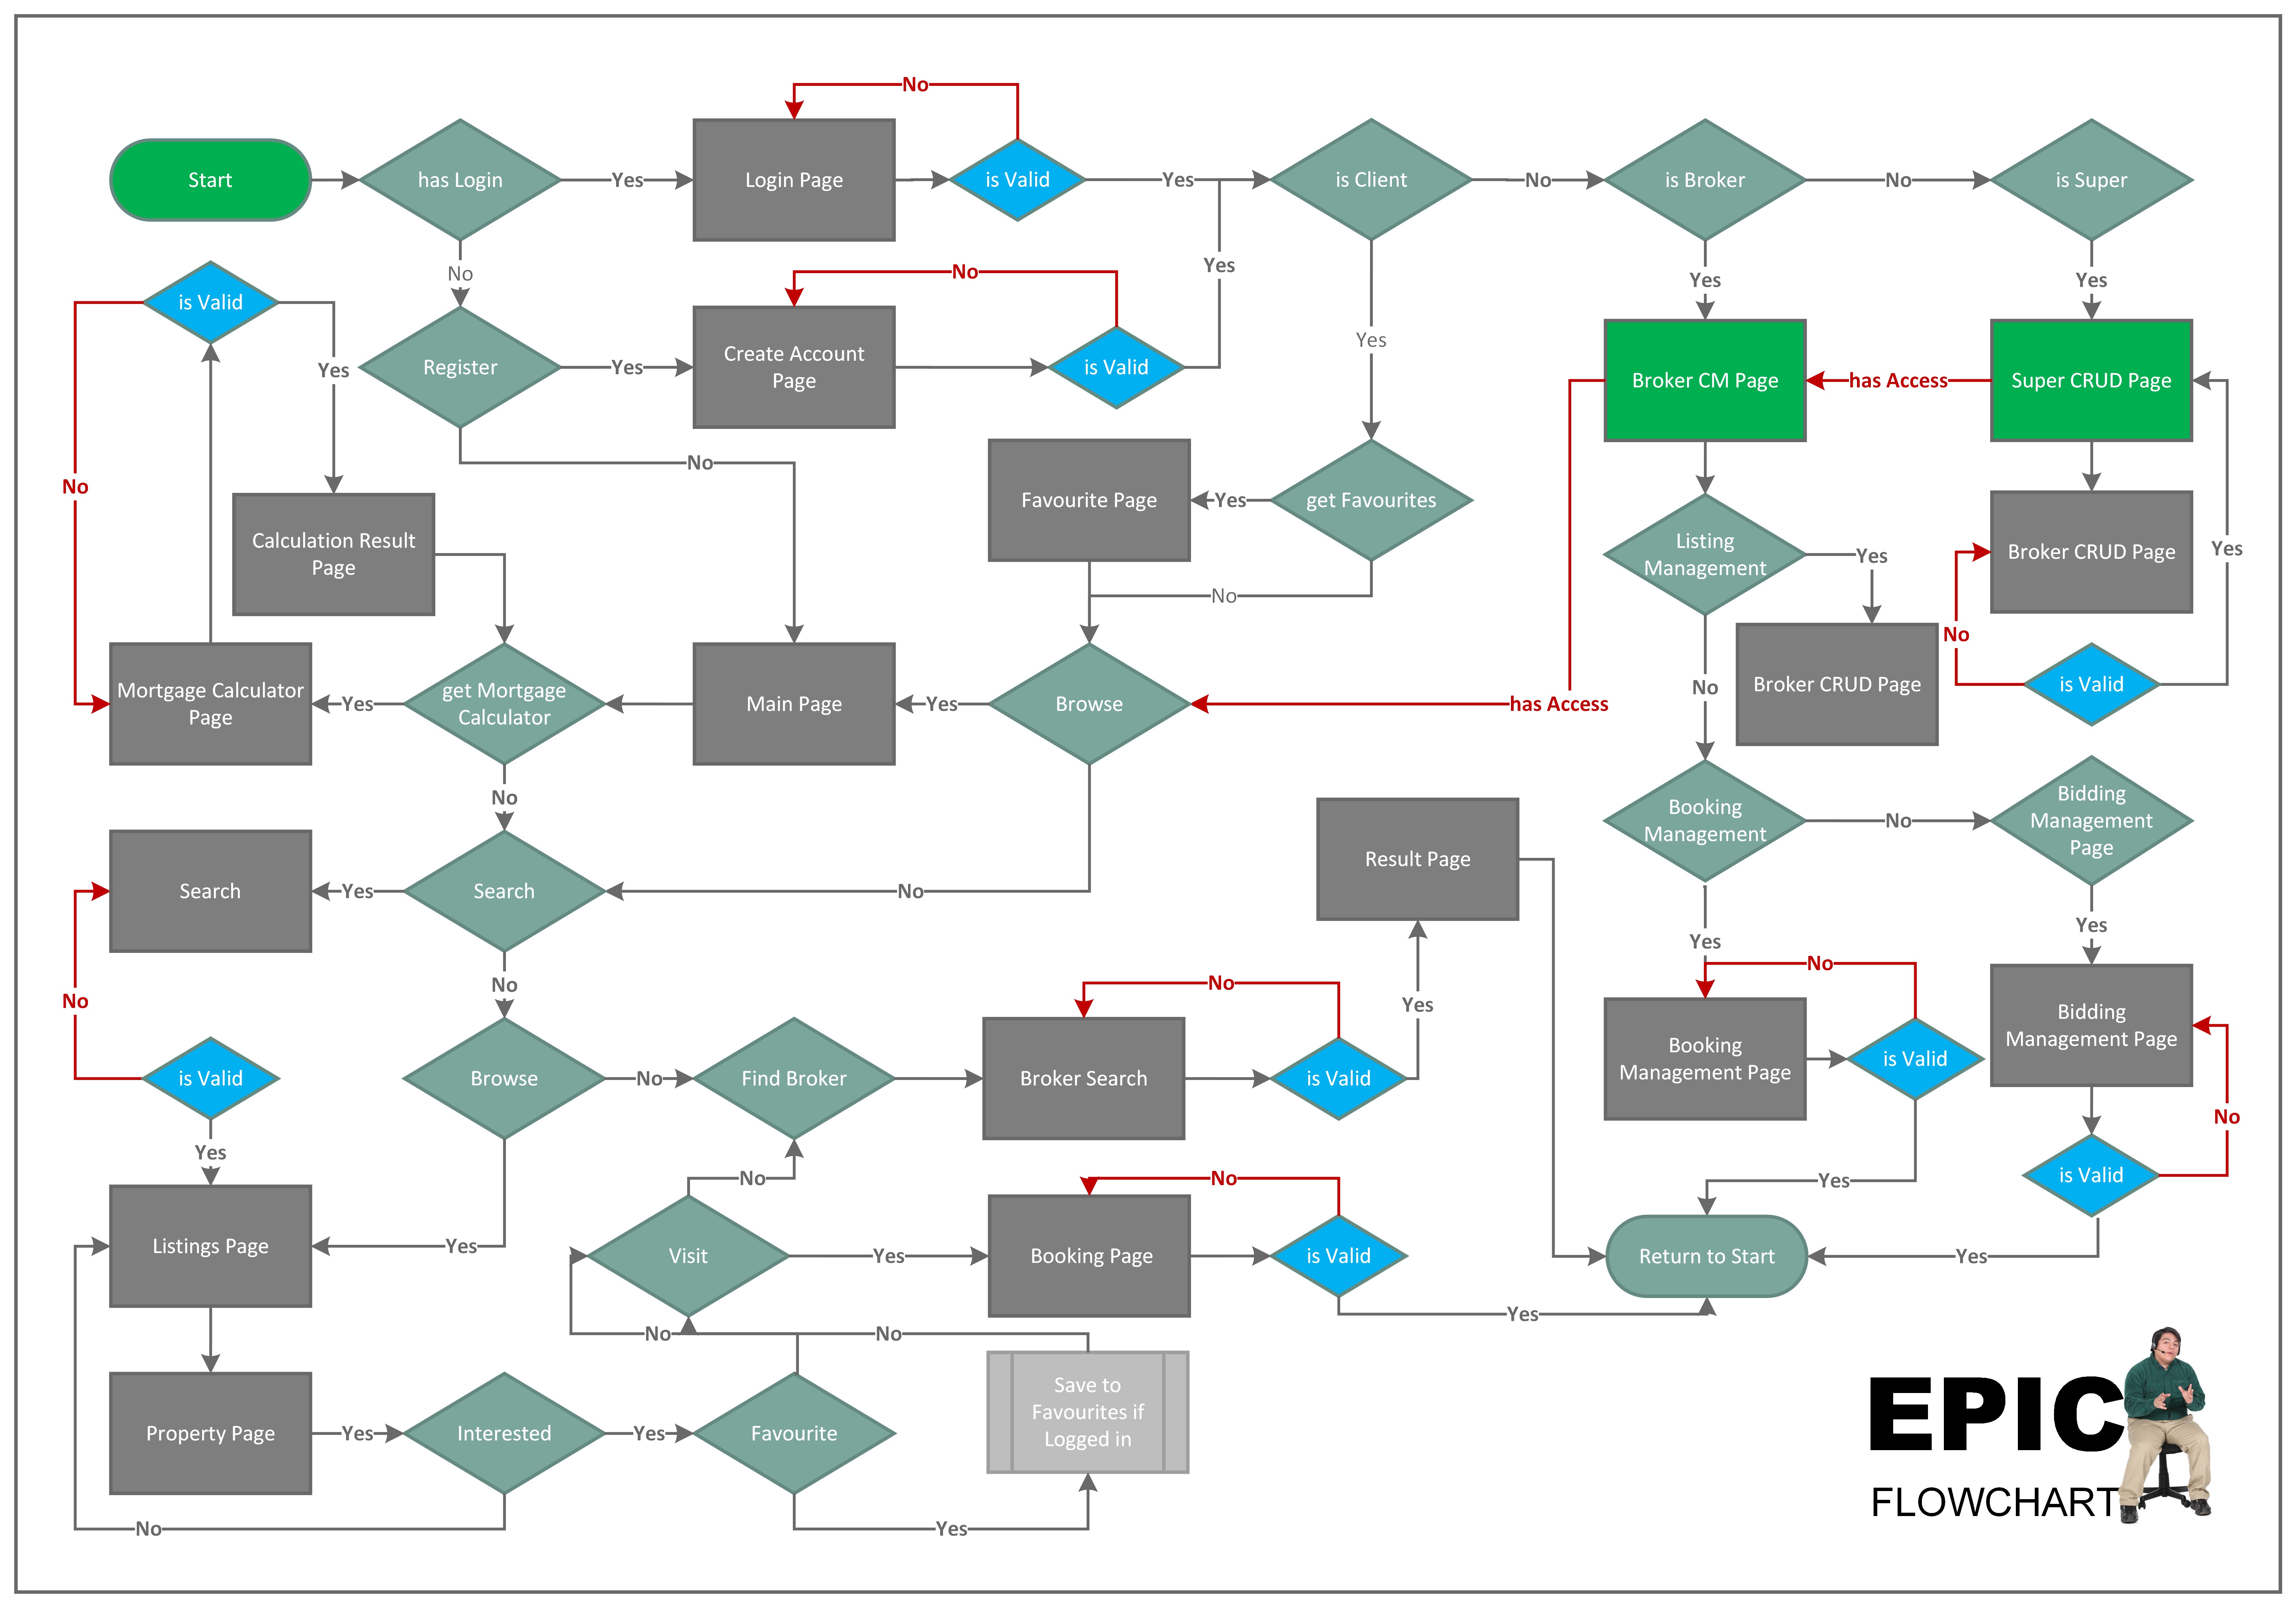 No
Start
has Login
Yes
Login Page
is Valid
Yes
is Client
No
is Broker
No
is Super
No
Yes
No
Yes
Yes
is Valid
Yes
Register
Yes
Create Account
Page
is Valid
Yes
Broker CM Page
has Access
Super CRUD Page
No
No
Favourite Page
Yes
get Favourites
Calculation Result
Page
Listing
Management
Yes
Broker CRUD Page
Yes
No
No
Mortgage Calculator
Page
Yes
get Mortgage
Calculator
Main Page
Yes
Browse
has Access
No
Broker CRUD Page
is Valid
No
Booking
Management
No
Bidding
Management
Page
Result Page
Search
Yes
Search
No
Yes
Yes
No
No
No
Yes
No
Bidding
Management Page
is Valid
Browse
No
Find Broker
Broker Search
is Valid
Booking
Management Page
is Valid
No
Yes
No
No
Yes
is Valid
Listings Page
Yes
Visit
Yes
Booking Page
is Valid
Return to Start
Yes
Yes
No
No
Property Page
Yes
Interested
Yes
Favourite
Save to
Favourites if
Logged in
No
Yes
EPIC
FLOWCHART